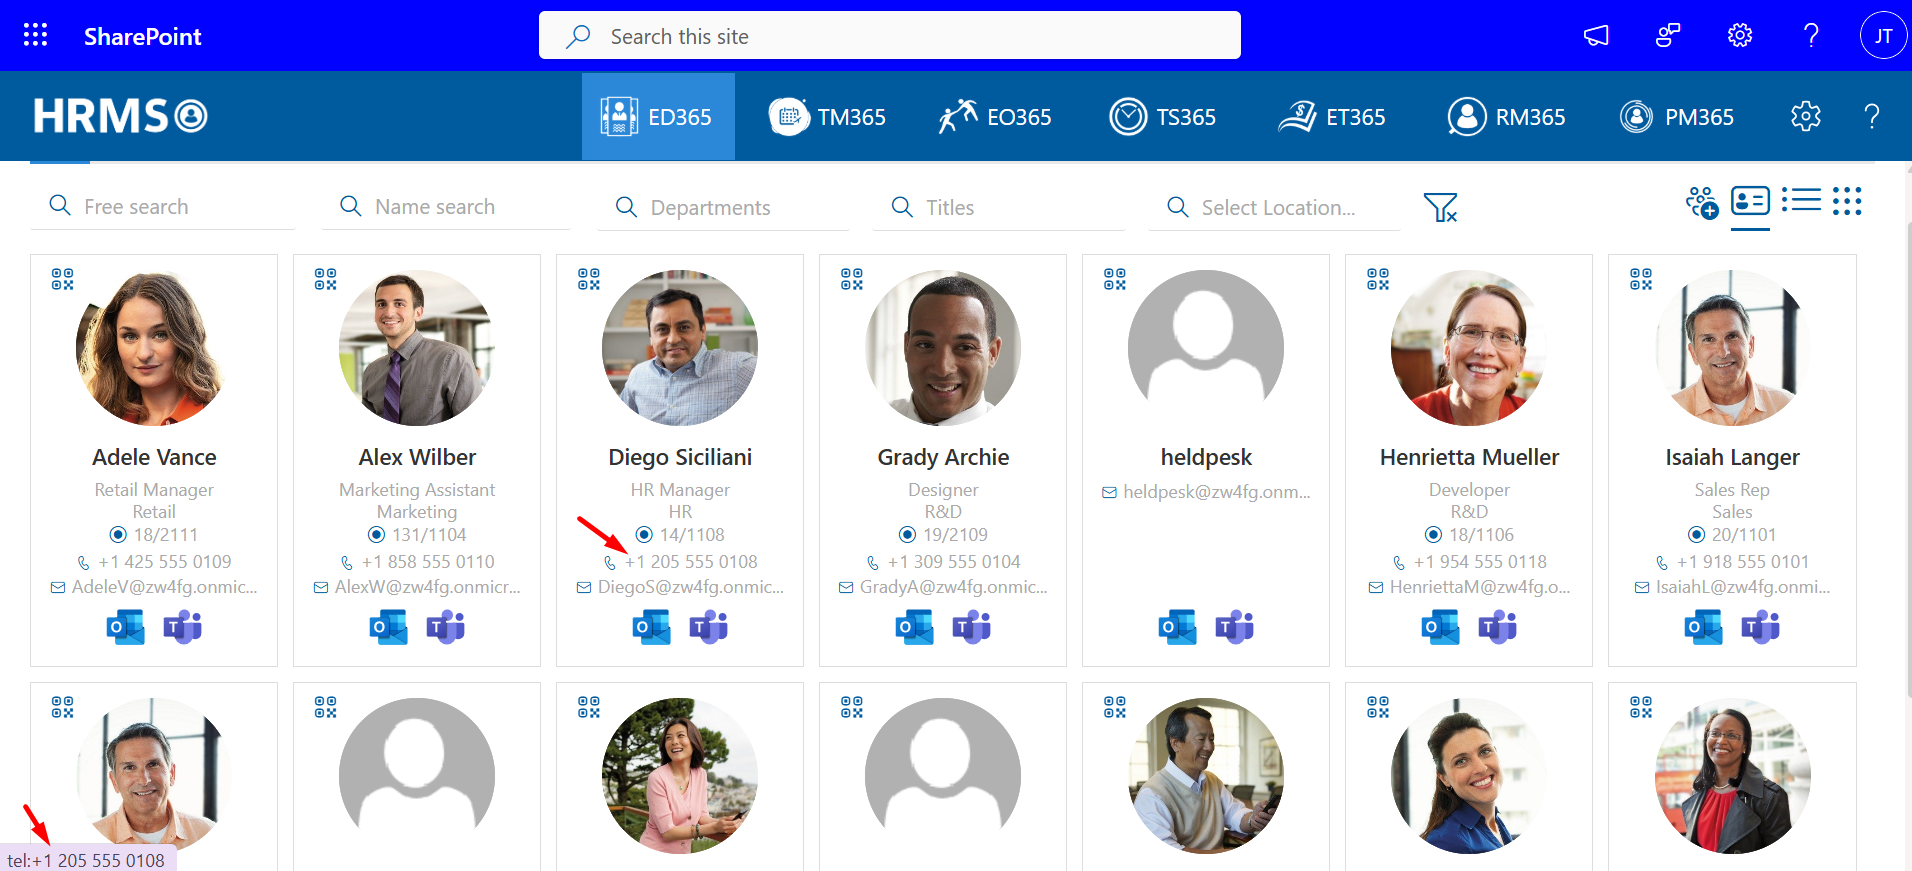 SharePoint
Search this site
JT
HRMS
ED365
TM365
EO365
TS365
ET365
RM365
PM365
Free search
Name search
Departments
Titles
Select Location...
Adele Vance
Retail Manager
Retail
18/2111
+1 425 555 0109
AdeleV@zw4fg.onmic...
Alex Wilber
Marketing Assistant
Marketing
131/1104
+1 858 555 0110
AlexW@zw4fg.onmicr...
Diego Siciliani
HR Manager
HR
14/1108
+1 205 555 0108
DiegoS@zw4fg.onmic...
Grady Archie
Designer
R&D
19/2109
+1 309 555 0104
GradyA@zw4fg.onmic...
heldpesk
heldpesk@zw4fg.onm...
Henrietta Mueller
Developer
R&D
18/1106
+1 954 555 0118
HenriettaM@zw4fg.o...
Isaiah Langer
Sales Rep
Sales
20/1101
+1 918 555 0101
IsaiahL@zw4fg.onmi...
tel:+1 205 555 0108